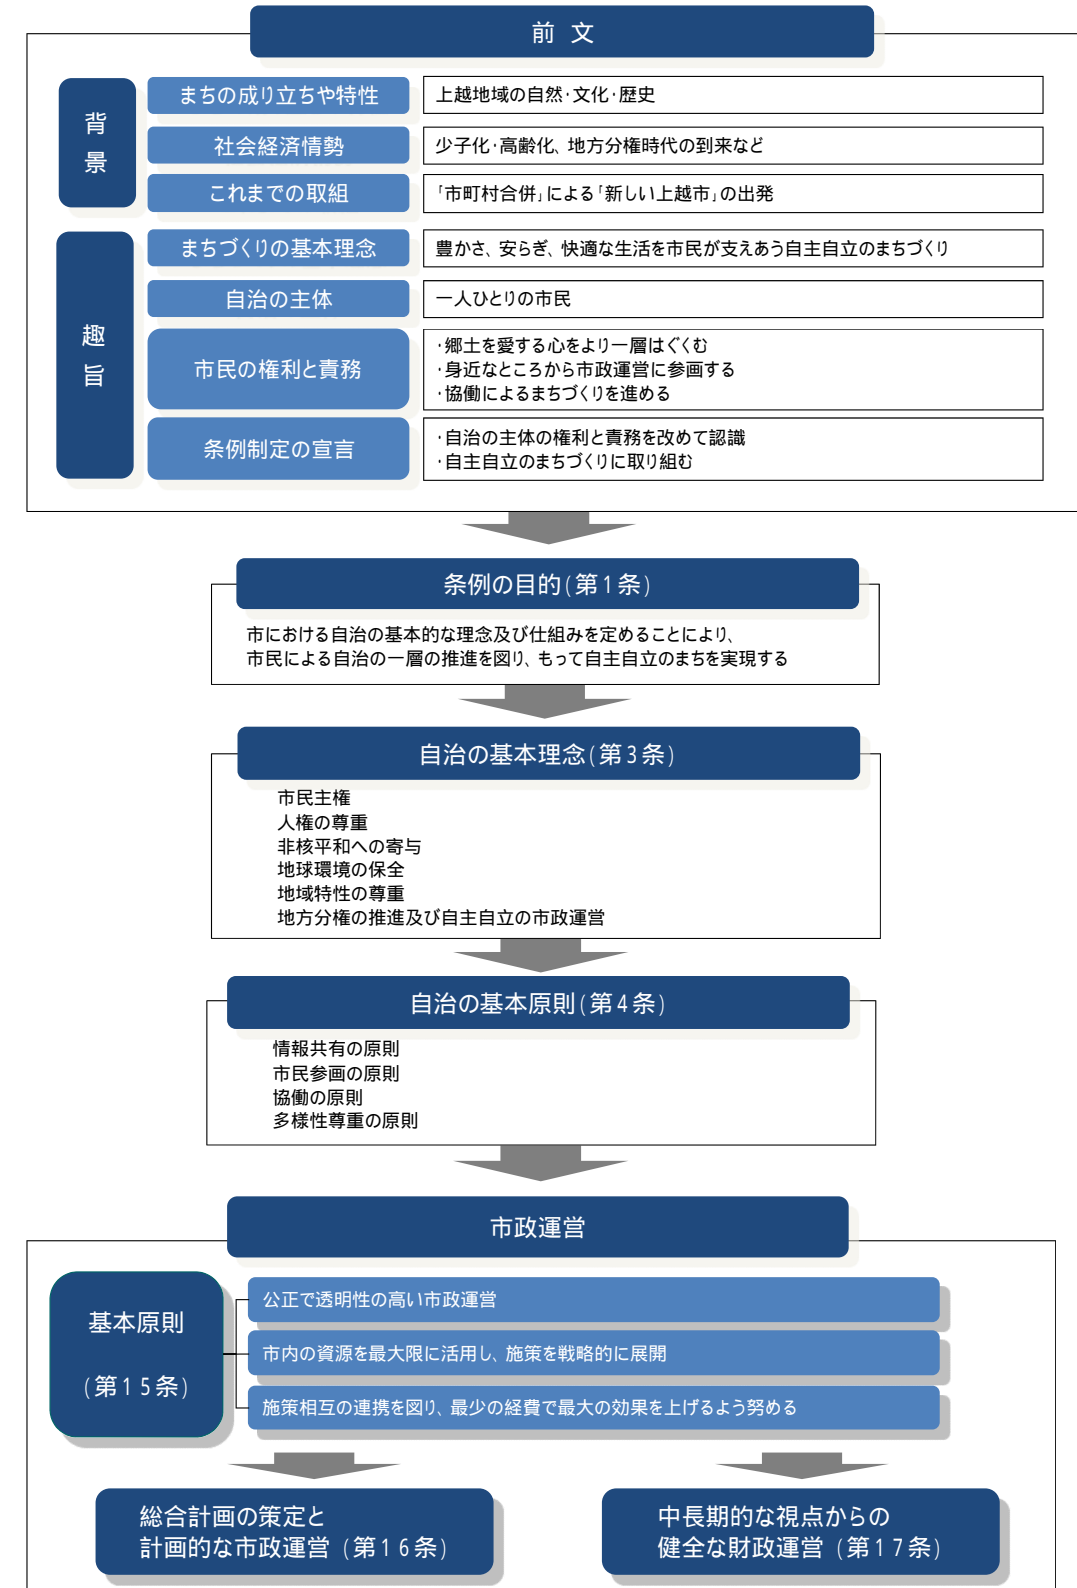 前 文
背景
まちの成り立ちや特性
上越地域の自然・文化・歴史
社会経済情勢
少子化・高齢化、地方分権時代の到来など
これまでの取組
「市町村合併」による「新しい上越市」の出発
趣旨
まちづくりの基本理念
豊かさ、安らぎ、快適な生活を市民が支えあう自主自立のまちづくり
自治の主体
一人ひとりの市民
市民の権利と責務
・郷土を愛する心をより一層はぐくむ
・身近なところから市政運営に参画する
・協働によるまちづくりを進める
条例制定の宣言
・自治の主体の権利と責務を改めて認識
・自主自立のまちづくりに取り組む
条例の目的(第1条)
市における自治の基本的な理念及び仕組みを定めることにより、
市民による自治の一層の推進を図り、もって自主自立のまちを実現する
自治の基本理念(第3条)
市民主権
人権の尊重
非核平和への寄与
地球環境の保全
地域特性の尊重
地方分権の推進及び自主自立の市政運営
自治の基本原則(第4条)
情報共有の原則
市民参画の原則
協働の原則
多様性尊重の原則
市政運営
基本原則
(第15条)
公正で透明性の高い市政運営
市内の資源を最大限に活用し、施策を戦略的に展開
施策相互の連携を図り、最少の経費で最大の効果を上げるよう努める
総合計画の策定と
計画的な市政運営 (第16条)
中長期的な視点からの
健全な財政運営 (第17条)